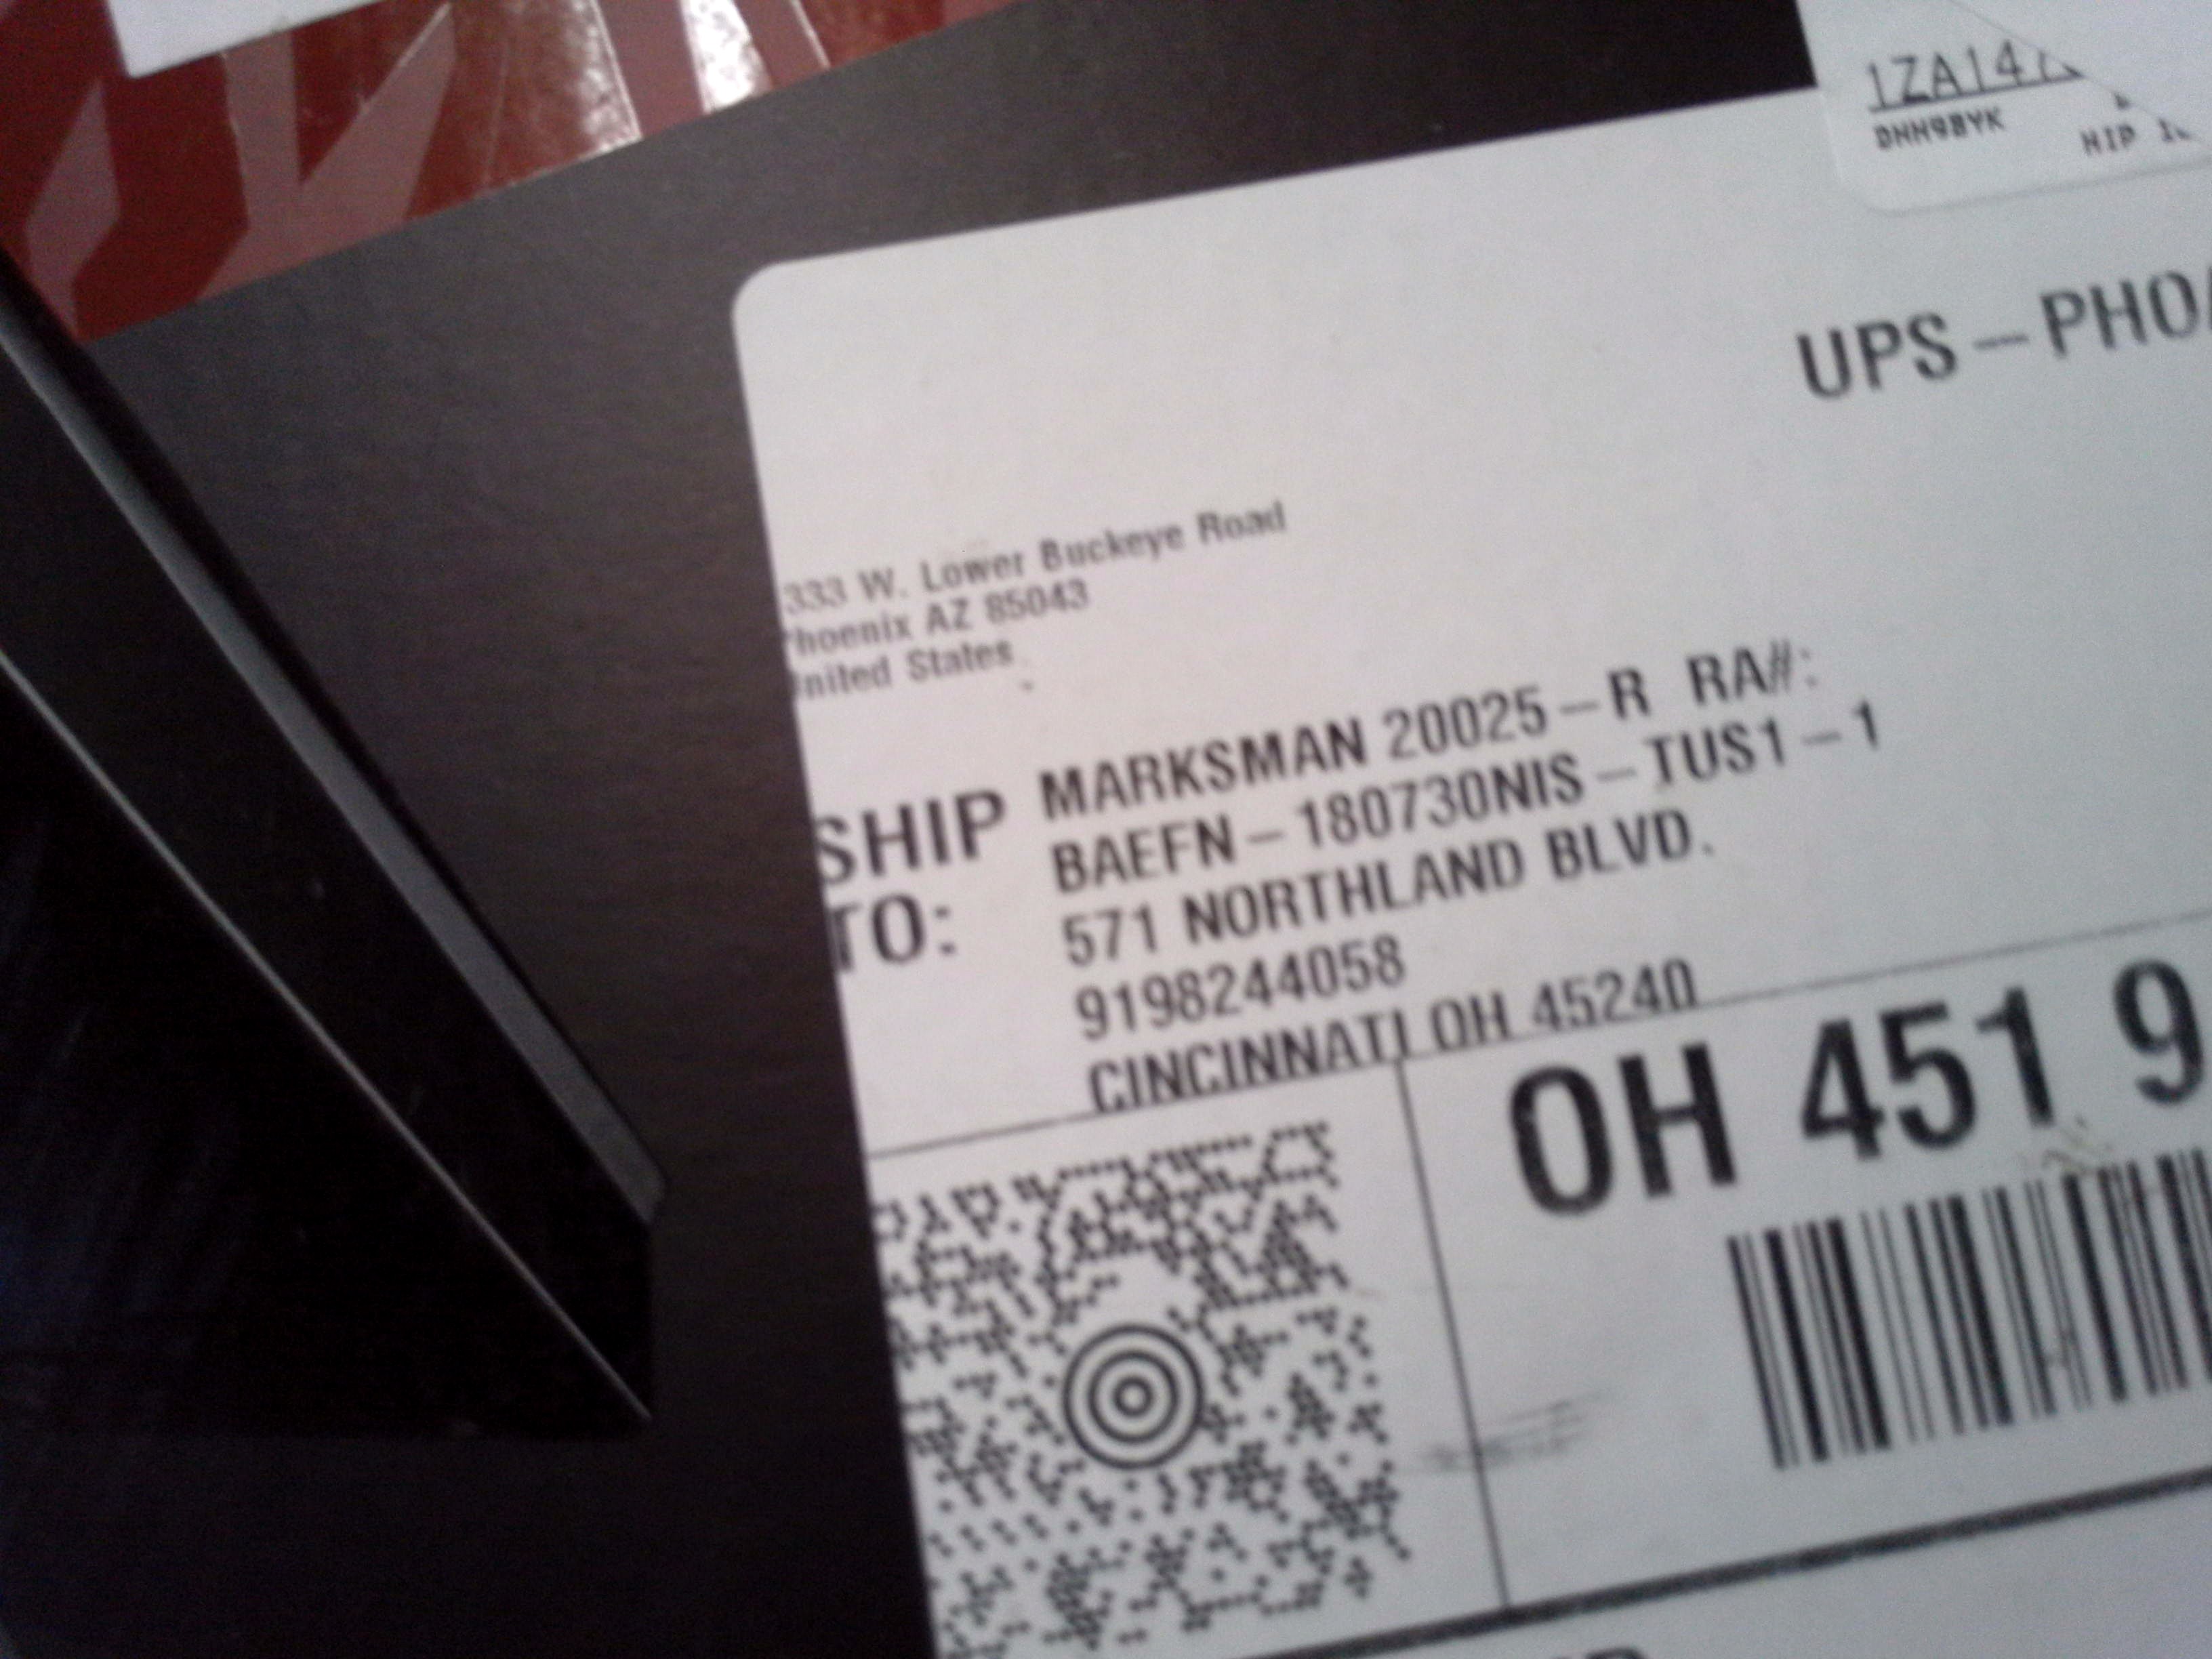 1ZA147
DNH9BYK
HIP
UPS – PHO
333 W. Lower Buckeye Road
Phoenix AZ 85043
United States
SHIP TO:
MARKSMAN 20025 – R RA#:
BAEFN – 180730NIS – TUS1 – 1
571 NORTHLAND BLVD.
9198244058
CINCINNATI OH 45240
OH 451 9